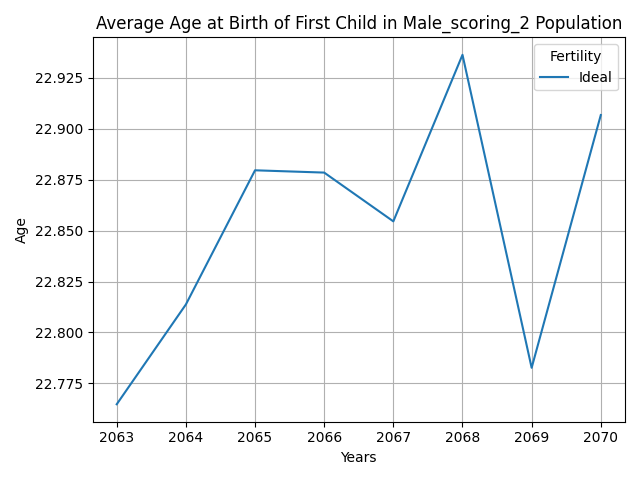 Average Age at Birth of First Child in Male_scoring_2 Population
Fertility
Ideal
22.925
22.900
22.875
22.850
22.825
22.800
22.775
Age
2063 2064 2065 2066 2067 2068 2069 2070
Years